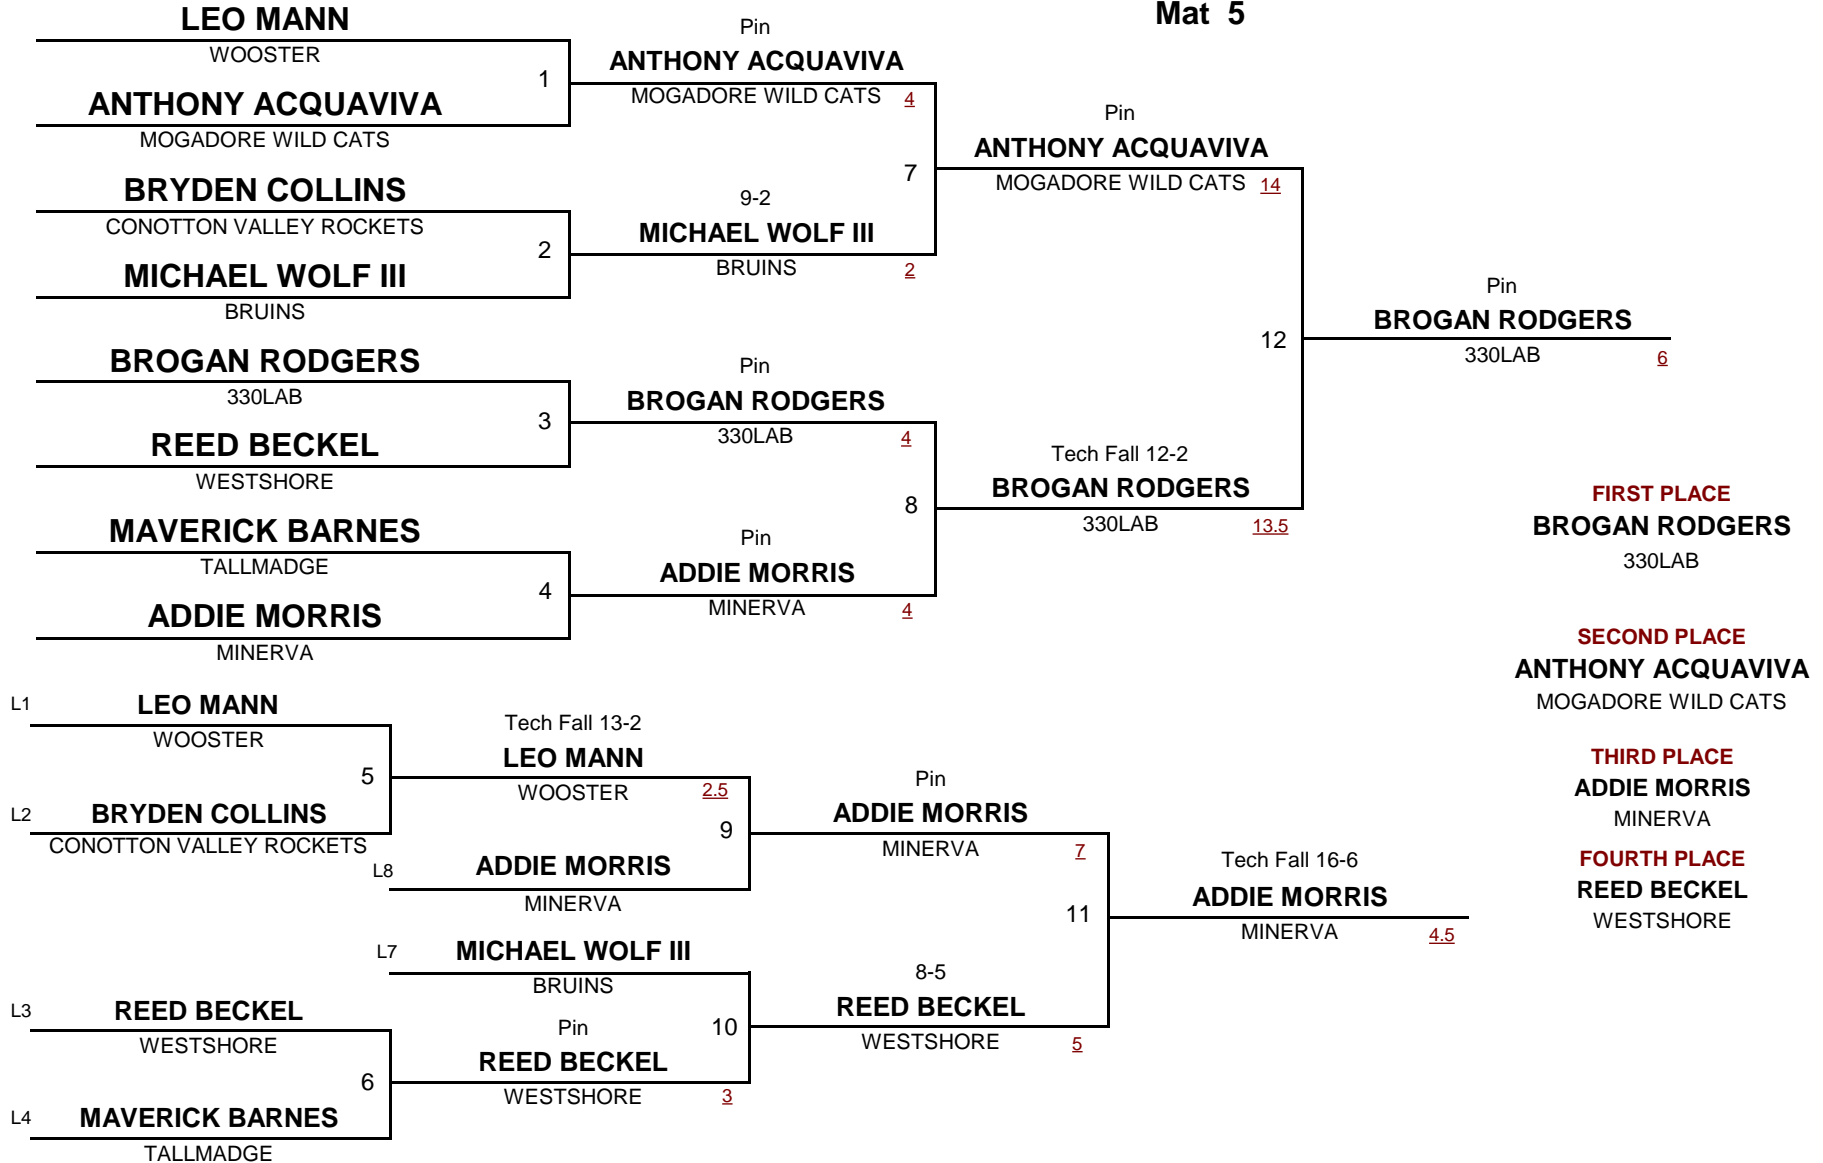 Mat 5
LEO MANN
WOOSTER
1
ANTHONY ACQUAVIVA
MOGADORE WILD CATS
BRYDEN COLLINS
CONOTTON VALLEY ROCKETS
2
MICHAEL WOLF III
BRUINS
BROGAN RODGERS
330LAB
3
REED BECKEL
WESTSHORE
MAVERICK BARNES
TALLMADGE
4
ADDIE MORRIS
MINERVA
Pin
ANTHONY ACQUAVIVA
MOGADORE WILD CATS 4
7
9-2
MICHAEL WOLF III
BRUINS 2
Pin
BROGAN RODGERS
330LAB 4
8
Pin
ADDIE MORRIS
MINERVA 4
Pin
ANTHONY ACQUAVIVA
MOGADORE WILD CATS 14
12
Tech Fall 12-2
BROGAN RODGERS
330LAB 13.5
Pin
BROGAN RODGERS
330LAB 6
L1 LEO MANN
WOOSTER
5
L2 BRYDEN COLLINS
CONOTTON VALLEY ROCKETS
L3 REED BECKEL
WESTSHORE
6
L4 MAVERICK BARNES
TALLMADGE
Tech Fall 13-2
LEO MANN
WOOSTER 2.5
9
L8 ADDIE MORRIS
MINERVA
L7 MICHAEL WOLF III
BRUINS
Pin 10
REED BECKEL
WESTSHORE 3
Pin
ADDIE MORRIS
MINERVA 7
11
8-5
REED BECKEL
WESTSHORE 5
Tech Fall 16-6
ADDIE MORRIS
MINERVA 4.5
FIRST PLACE
BROGAN RODGERS
330LAB
SECOND PLACE
ANTHONY ACQUAVIVA
MOGADORE WILD CATS
THIRD PLACE
ADDIE MORRIS
MINERVA
FOURTH PLACE
REED BECKEL
WESTSHORE